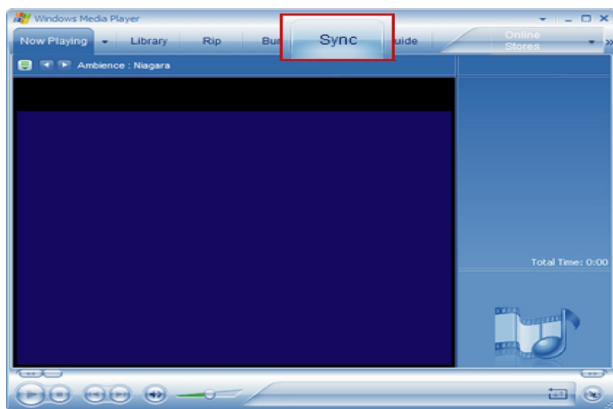 Windows Media Player
Now Playing Library Rip Bur Sync uide Online Stores
Ambience : Niagara
Total Time: 0:00